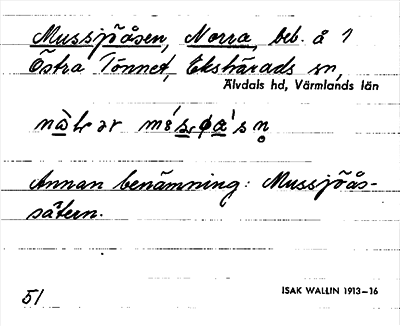 Mussjöåsen, Norra, beb. å 1
Östra Tönnet, Ekshärads sn,
Älvdals hd, Värmlands län
Annan benämning: Mussjöås-
sätern.
51
ISAK WALLIN 1913–16